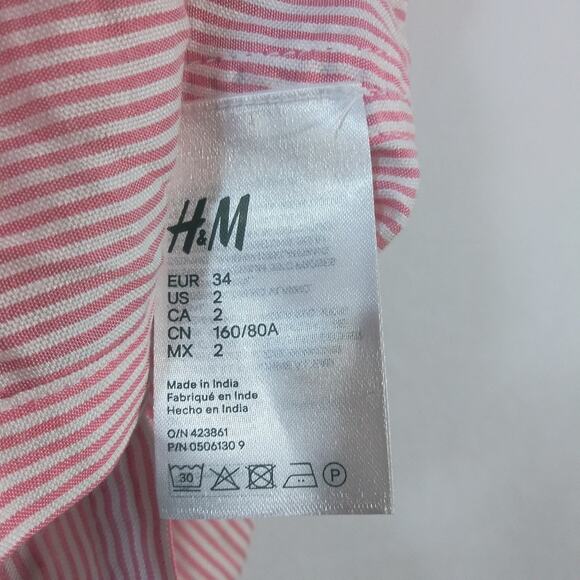 H&M
EUR 34
US 2
CA 2
CN 160/80A
MX 2
Made in India
Fabriqué en Inde
Hecho en India
O/N 423861
P/N 0506130 9
30
P